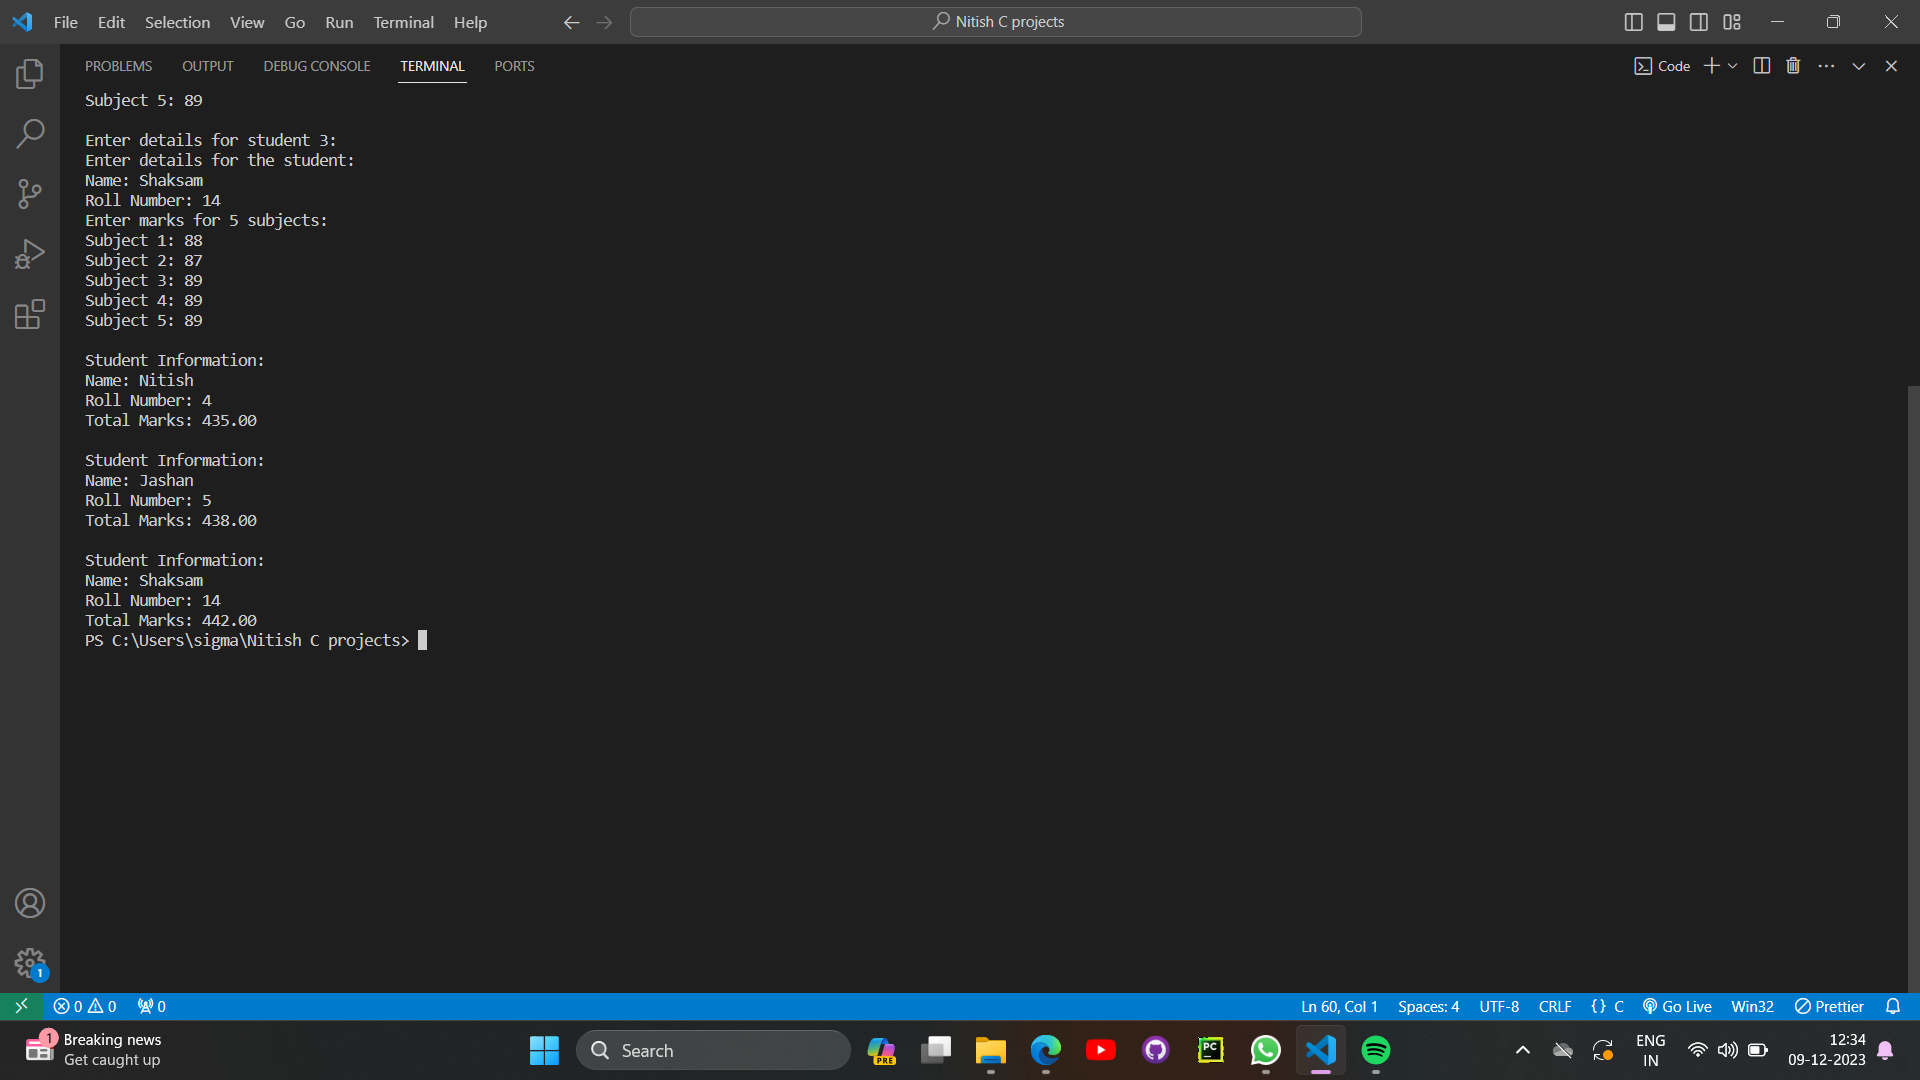 File Edit Selection View Go Run Terminal Help
Nitish C projects
PROBLEMS OUTPUT DEBUG CONSOLE TERMINAL PORTS
Code
Subject 5: 89
Enter details for student 3:
Enter details for the student:
Name: Shaksam
Roll Number: 14
Enter marks for 5 subjects:
Subject 1: 88
Subject 2: 87
Subject 3: 89
Subject 4: 89
Subject 5: 89
Student Information:
Name: Nitish
Roll Number: 4
Total Marks: 435.00
Student Information:
Name: Jashan
Roll Number: 5
Total Marks: 438.00
Student Information:
Name: Shaksam
Roll Number: 14
Total Marks: 442.00
PS C:\Users\sigma\Nitish C projects>
1
0 0 0 Ln 60, Col 1 Spaces: 4 UTF-8 CRLF {} C Go Live Win32 Prettier
1 Breaking news
Get caught up
Search
PRE
PC
ENG
IN
12:34
09-12-2023